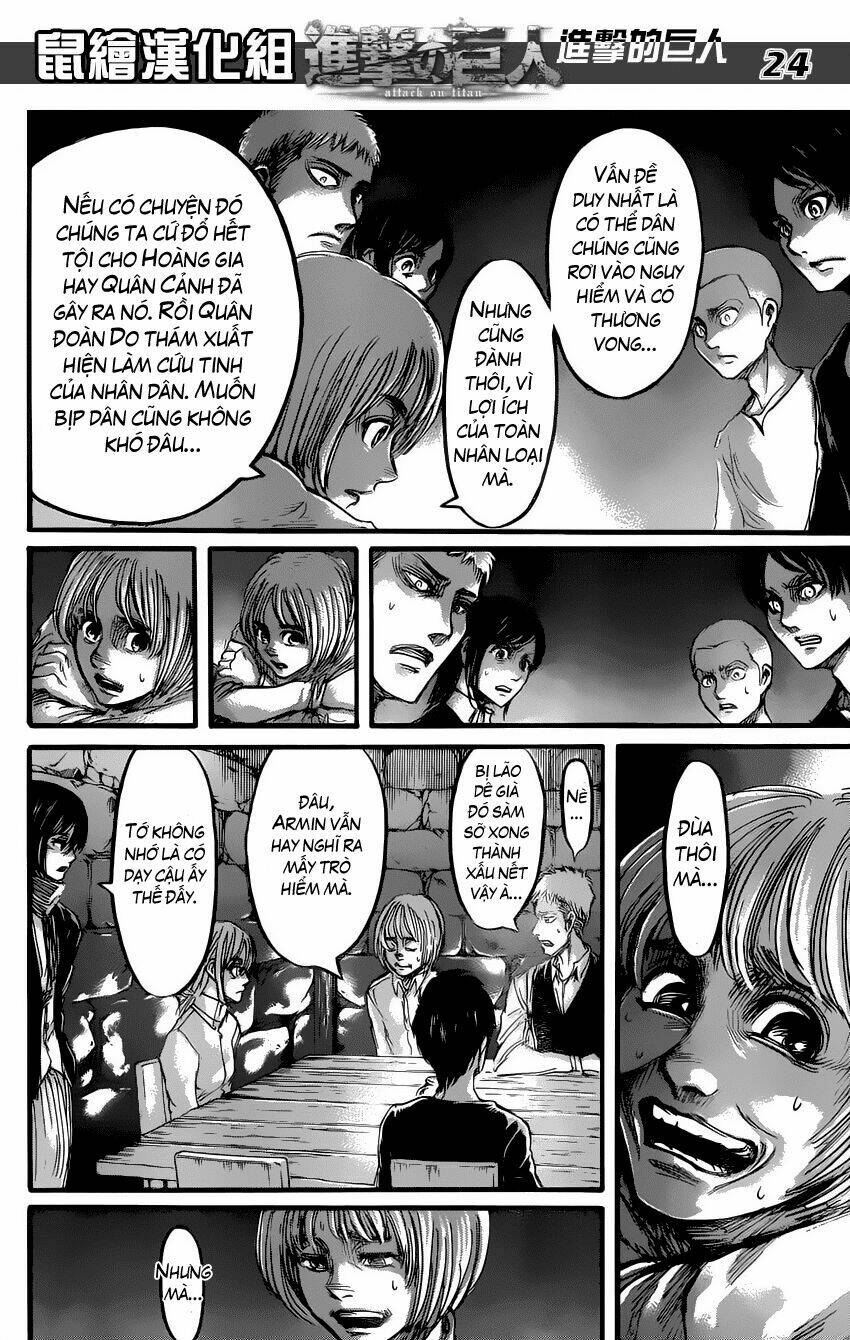 鼠繪漢化組
進撃の巨人
attack on titan
進擊的巨人
24
VẤN ĐỀ
DUY NHẤT LÀ
CÓ THỂ DÂN
CHÚNG CŨNG
RƠI VÀO NGUY
HIỂM VÀ CÓ
THƯƠNG
VONG...
NHƯNG
CŨNG
ĐÀNH
THÔI, VÌ
LỢI ÍCH
CỦA TOÀN
NHÂN LOẠI
MÀ.
NẾU CÓ CHUYỆN ĐÓ
CHÚNG TA CỨ ĐỔ HẾT
TỘI CHO HOÀNG GIA
HAY QUÂN CẢNH ĐÃ
GÂY RA NÓ. RỒI QUÂN
ĐOÀN DO THÁM XUẤT
HIỆN LÀM CỨU TINH
CỦA NHÂN DÂN. MUỐN
BỊP DÂN CŨNG KHÔNG
KHÓ ĐÂU...
ĐÙA
THÔI
MÀ...
NÈ
...
BỊ LÃO
DÊ GIÀ
ĐÓ SÀM
SỠ XONG
THÀNH
XẤU NẾT
VẬY À...
ĐÂU,
ARMIN VẪN
HAY NGHĨ RA
MẤY TRÒ
HIỂM MÀ.
TỚ KHÔNG
NHỚ LÀ CÓ
DẠY CẬU ẤY
THẾ ĐẤY.
NHƯNG
MÀ...